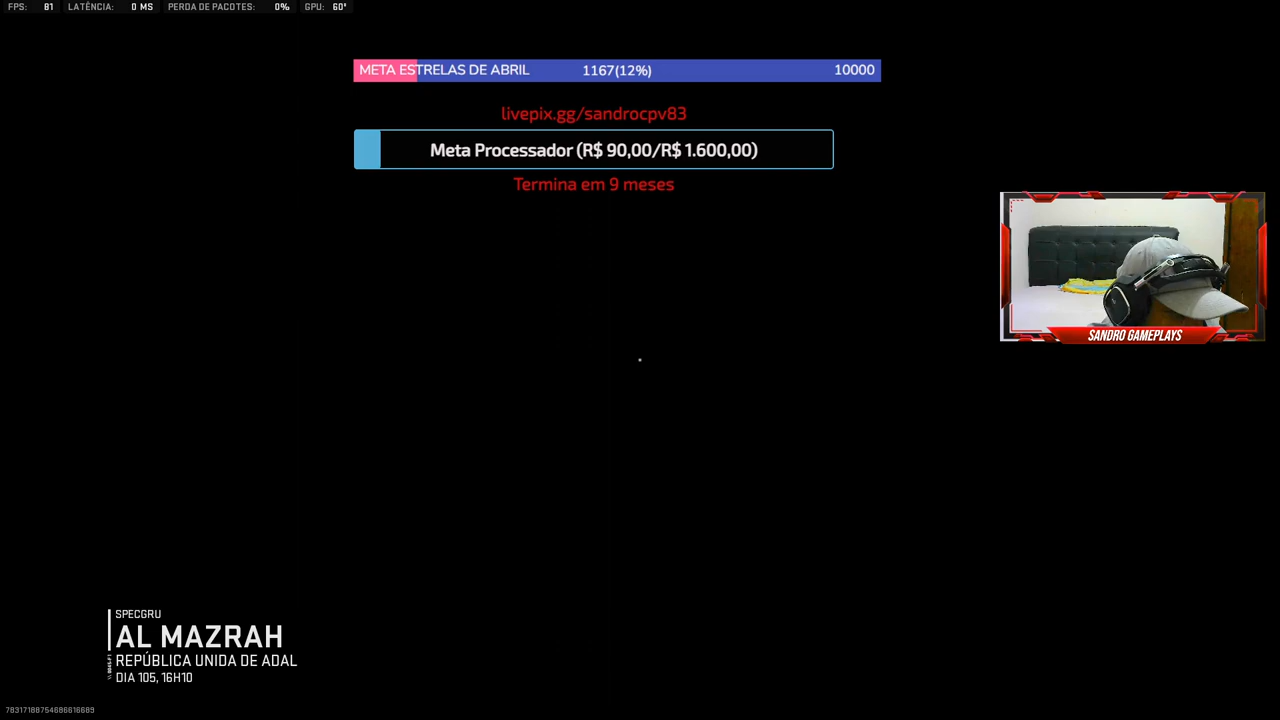 FPS: 81 LATÊNCIA: 0 MS PERDA DE PACOTES: 0% GPU: 60°
META ESTRELAS DE ABRIL 1167(12%) 10000
livepix.gg/sandrocpv83
Meta Processador (R$ 90,00/R$ 1.600,00)
Termina em 9 meses
SANDRO GAMEPLAYS
SPECGRU
AL MAZRAH
REPÚBLICA UNIDA DE ADAL
DIA 105, 16H10
78317188754686616689